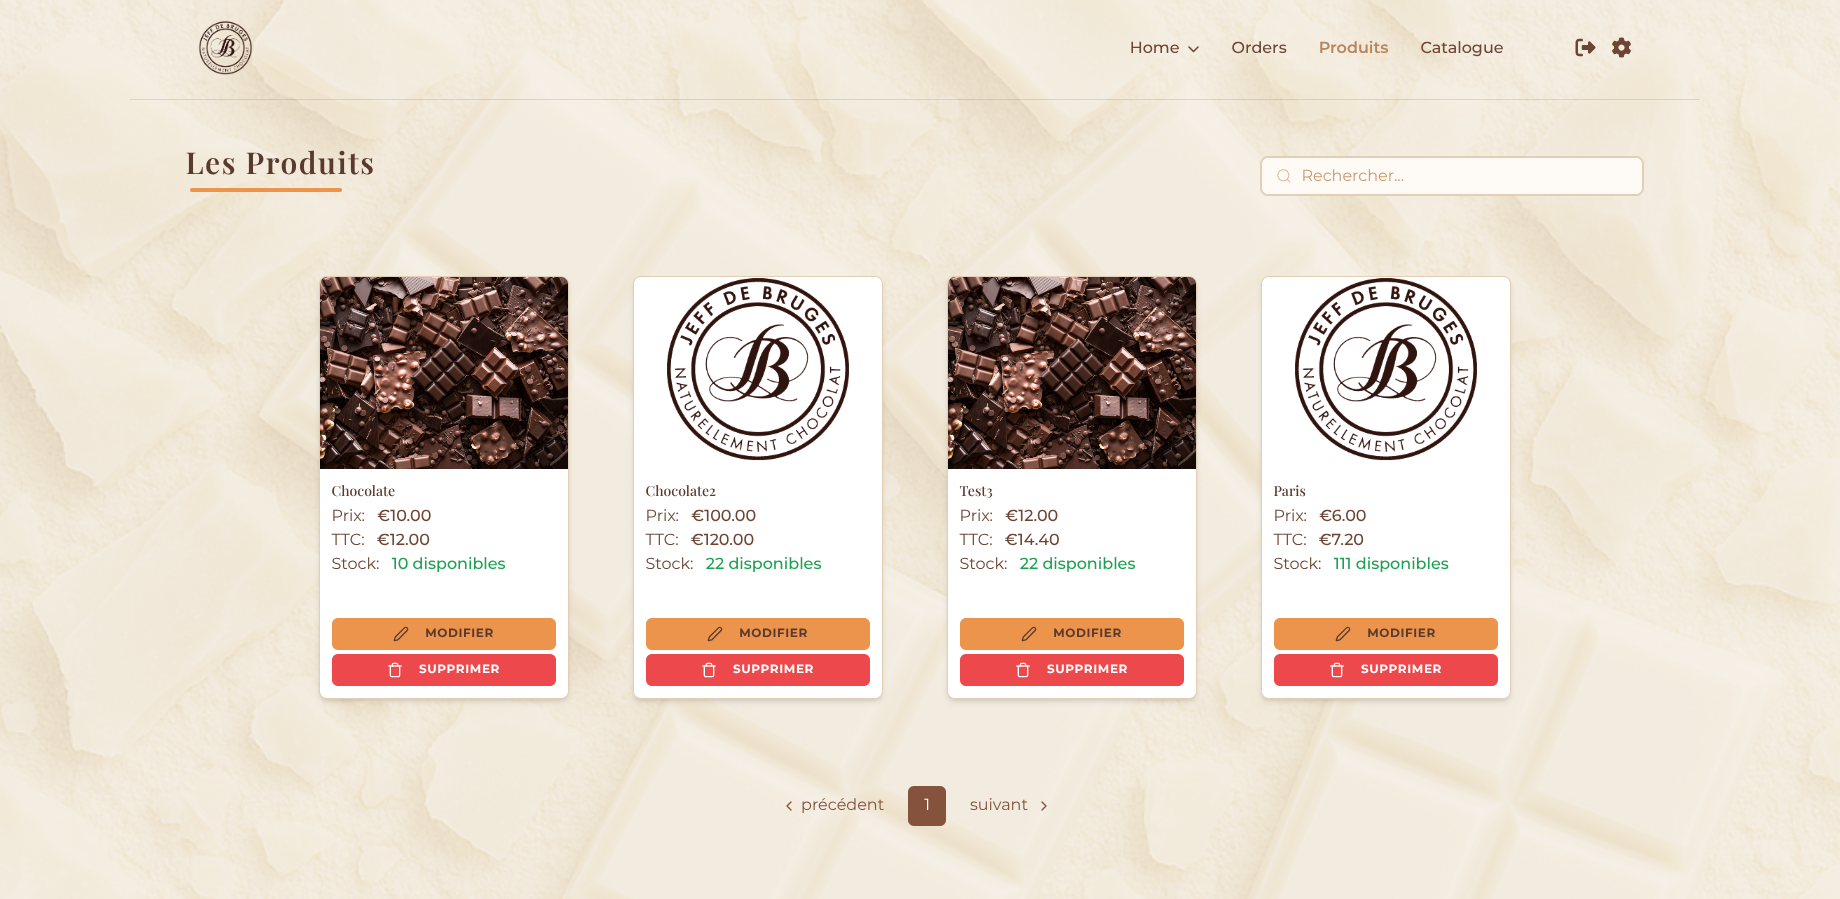 JEFF DE BRUGES
Home Orders Produits Catalogue
Les Produits
Rechercher...
JEFF DE BRUGES
JB
NATURELLEMENT CHOCOLAT
JEFF DE BRUGES
JB
NATURELLEMENT CHOCOLAT
Chocolate
Prix: €10.00
TTC: €12.00
Stock: 10 disponibles
MODIFIER
SUPPRIMER
Chocolate2
Prix: €100.00
TTC: €120.00
Stock: 22 disponibles
MODIFIER
SUPPRIMER
Test3
Prix: €12.00
TTC: €14.40
Stock: 22 disponibles
MODIFIER
SUPPRIMER
Paris
Prix: €6.00
TTC: €7.20
Stock: 111 disponibles
MODIFIER
SUPPRIMER
précédent 1 suivant